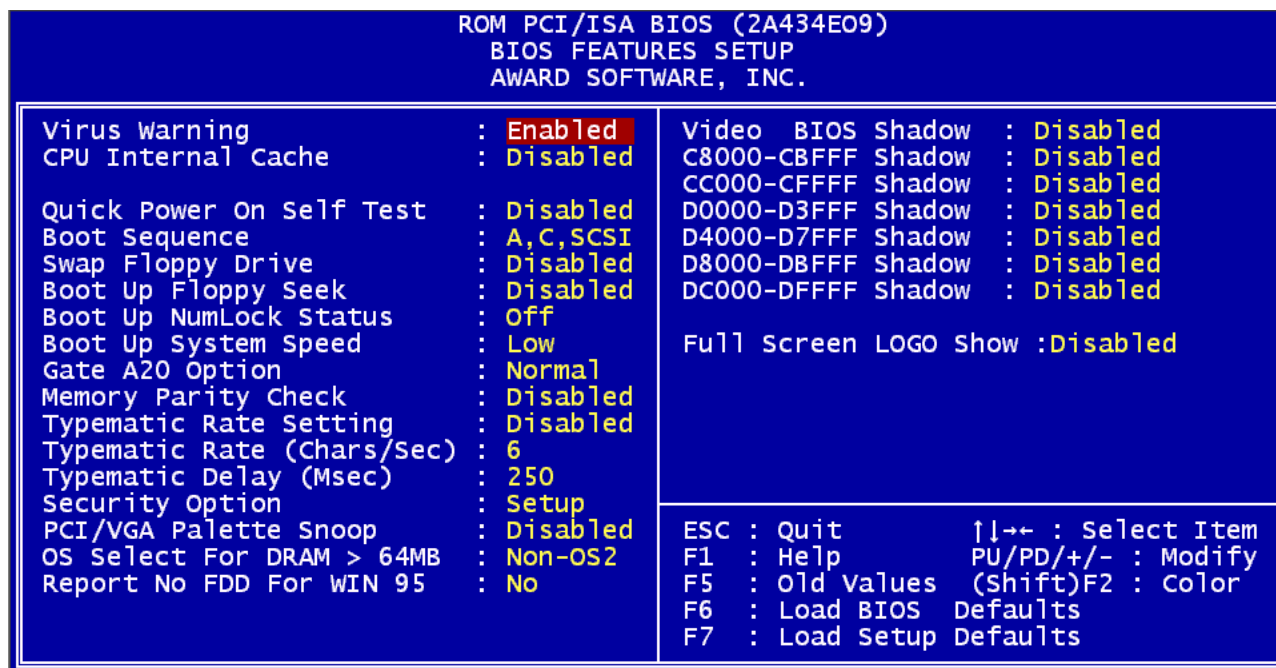 ROM PCI/ISA BIOS (2A434EO9)
BIOS FEATURES SETUP
AWARD SOFTWARE, INC.
Virus Warning : Enabled
CPU Internal Cache : Disabled
Quick Power On Self Test : Disabled
Boot Sequence : A,C,SCSI
Swap Floppy Drive : Disabled
Boot Up Floppy Seek : Disabled
Boot Up NumLock Status : Off
Boot Up System Speed : Low
Gate A20 Option : Normal
Memory Parity Check : Disabled
Typematic Rate Setting : Disabled
Typematic Rate (Chars/Sec) : 6
Typematic Delay (Msec) : 250
Security Option : Setup
PCI/VGA Palette Snoop : Disabled
OS Select For DRAM > 64MB : Non-OS2
Report No FDD For WIN 95 : No
Video BIOS Shadow : Disabled
C8000-CBFFF Shadow : Disabled
CC000-CFFFF Shadow : Disabled
D0000-D3FFF Shadow : Disabled
D4000-D7FFF Shadow : Disabled
D8000-DBFFF Shadow : Disabled
DC000-DFFFF Shadow : Disabled
Full Screen LOGO Show :Disabled
ESC : Quit ↑↓→← : Select Item
F1 : Help PU/PD/+/- : Modify
F5 : Old Values (Shift)F2 : Color
F6 : Load BIOS Defaults
F7 : Load Setup Defaults